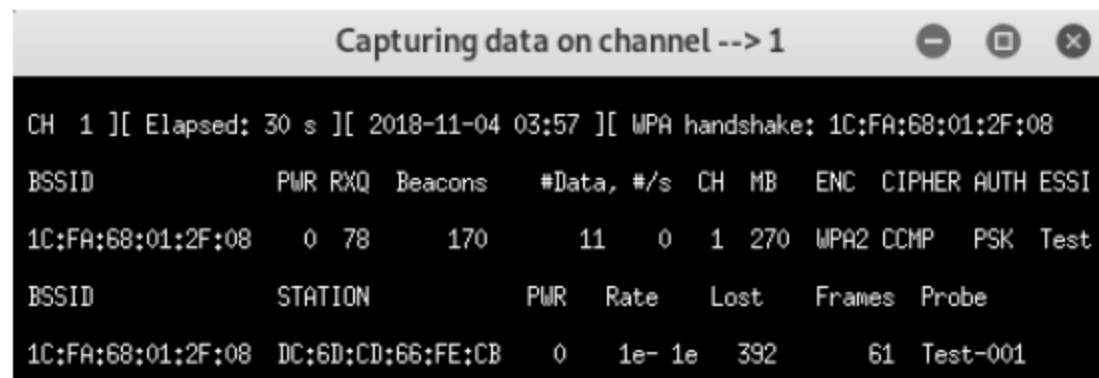 Capturing data on channel --> 1
CH 1 ][ Elapsed: 30 s ][ 2018-11-04 03:57 ][ WPA handshake: 1C:FA:68:01:2F:08
BSSID PWR RXQ Beacons #Data, #/s CH MB ENC CIPHER AUTH ESSI
1C:FA:68:01:2F:08 0 78 170 11 0 1 270 WPA2 CCMP PSK Test
BSSID STATION PWR Rate Lost Frames Probe
1C:FA:68:01:2F:08 DC:6D:CD:66:FE:CB 0 1e- 1e 392 61 Test-001